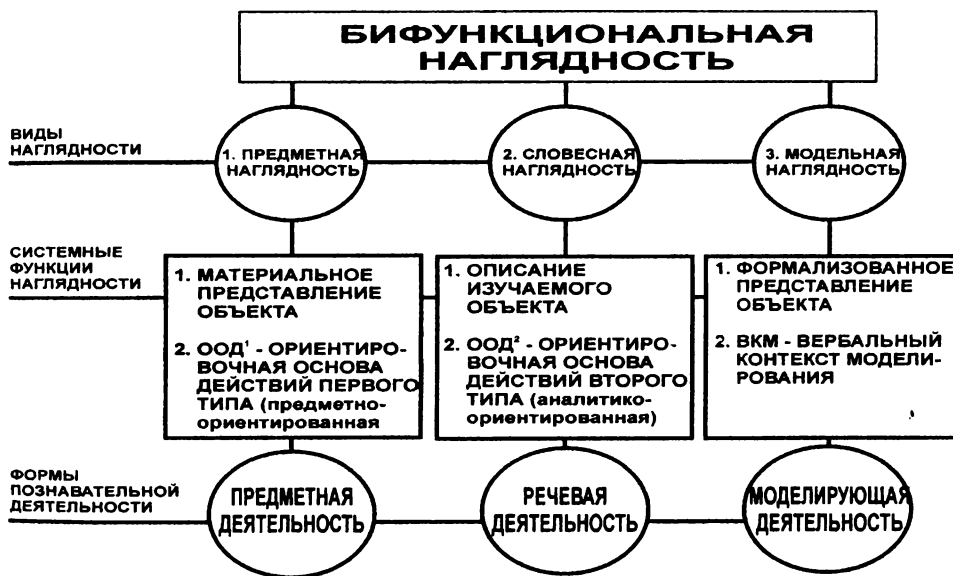 БИФУНКЦИОНАЛЬНАЯ
НАГЛЯДНОСТЬ
ВИДЫ
НАГЛЯДНОСТИ
1. ПРЕДМЕТНАЯ
НАГЛЯДНОСТЬ
2. СЛОВЕСНАЯ
НАГЛЯДНОСТЬ
3. МОДЕЛЬНАЯ
НАГЛЯДНОСТЬ
СИСТЕМНЫЕ
ФУНКЦИИ
НАГЛЯДНОСТИ
1. МАТЕРИАЛЬНОЕ
ПРЕДСТАВЛЕНИЕ
ОБЪЕКТА
2. ООД¹ - ОРИЕНТИРО-
ВОЧНАЯ ОСНОВА
ДЕЙСТВИЙ ПЕРВОГО
ТИПА (предметно-
ориентированная
1. ОПИСАНИЕ
ИЗУЧАЕМОГО
ОБЪЕКТА
2. ООД² - ОРИЕНТИРО-
ВОЧНАЯ ОСНОВА
ДЕЙСТВИЙ ВТОРОГО
ТИПА (аналитико-
ориентированная)
1. ФОРМАЛИЗОВАННОЕ
ПРЕДСТАВЛЕНИЕ
ОБЪЕКТА
2. ВКМ - ВЕРБАЛЬНЫЙ
КОНТЕКСТ МОДЕЛИ-
РОВАНИЯ
ФОРМЫ
ПОЗНАВАТЕЛЬНОЙ
ДЕЯТЕЛЬНОСТИ
ПРЕДМЕТНАЯ
ДЕЯТЕЛЬНОСТЬ
РЕЧЕВАЯ
ДЕЯТЕЛЬНОСТЬ
МОДЕЛИРУЮЩАЯ
ДЕЯТЕЛЬНОСТЬ